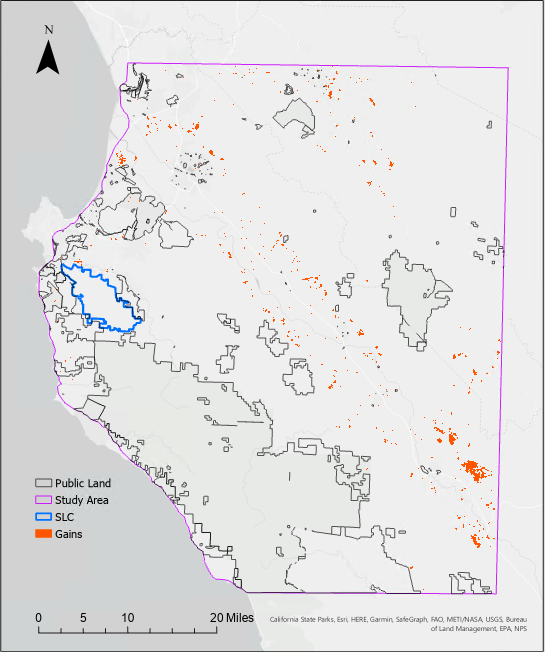 N
Public Land
Study Area
SLC
Gains
0 5 10 20 Miles
California State Parks, Esri, HERE, Garmin, SafeGraph, FAO, METI/NASA, USGS, Bureau
of Land Management, EPA, NPS